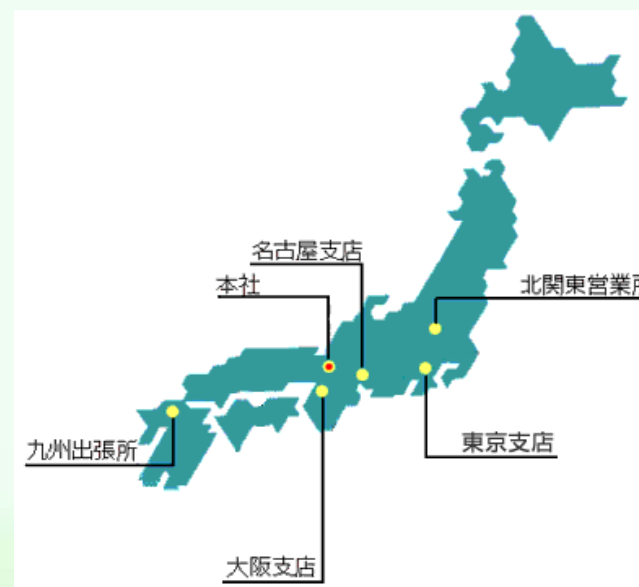 名古屋支店
本社
北関東営業所
東京支店
九州出張所
大阪支店